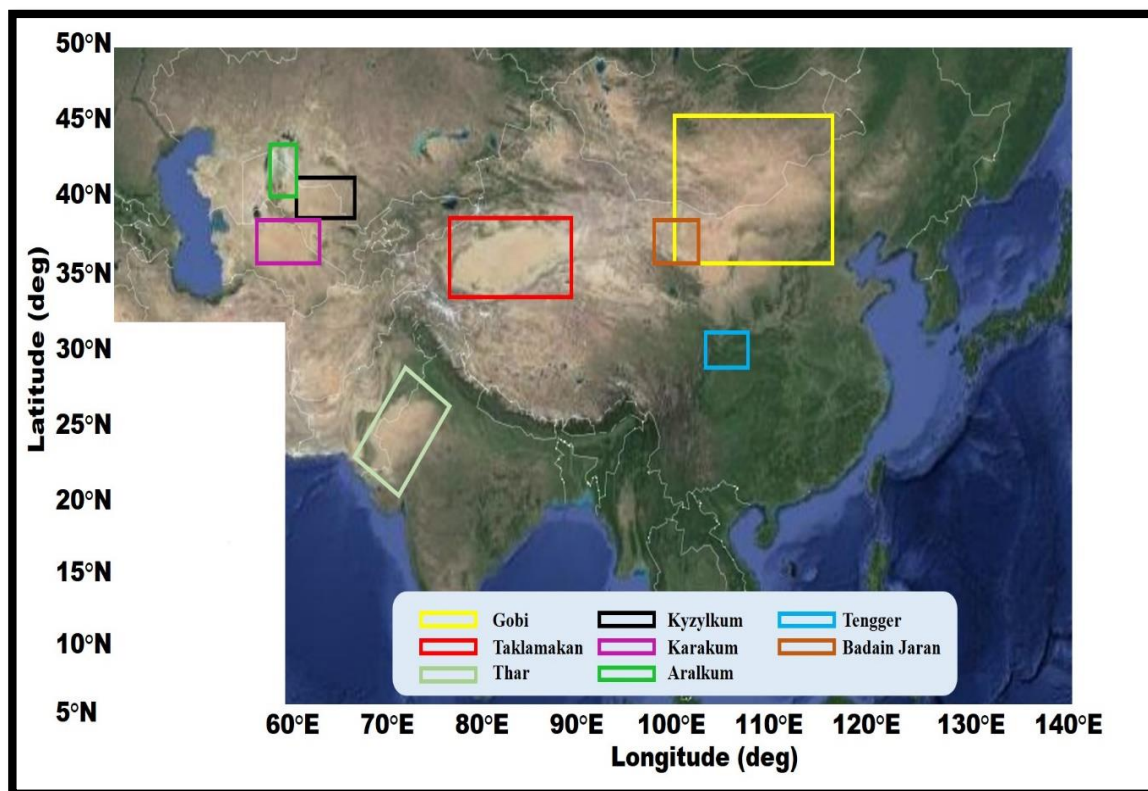 50°N
45°N
40°N
35°N
30°N
25°N
20°N
15°N
10°N
5°N
Latitude (deg)
Gobi
Kyzylkum
Tengger
Taklamakan
Karakum
Badain Jaran
Thar
Aralkum
60°E 70°E 80°E 90°E 100°E 110°E 120°E 130°E 140°E
Longitude (deg)